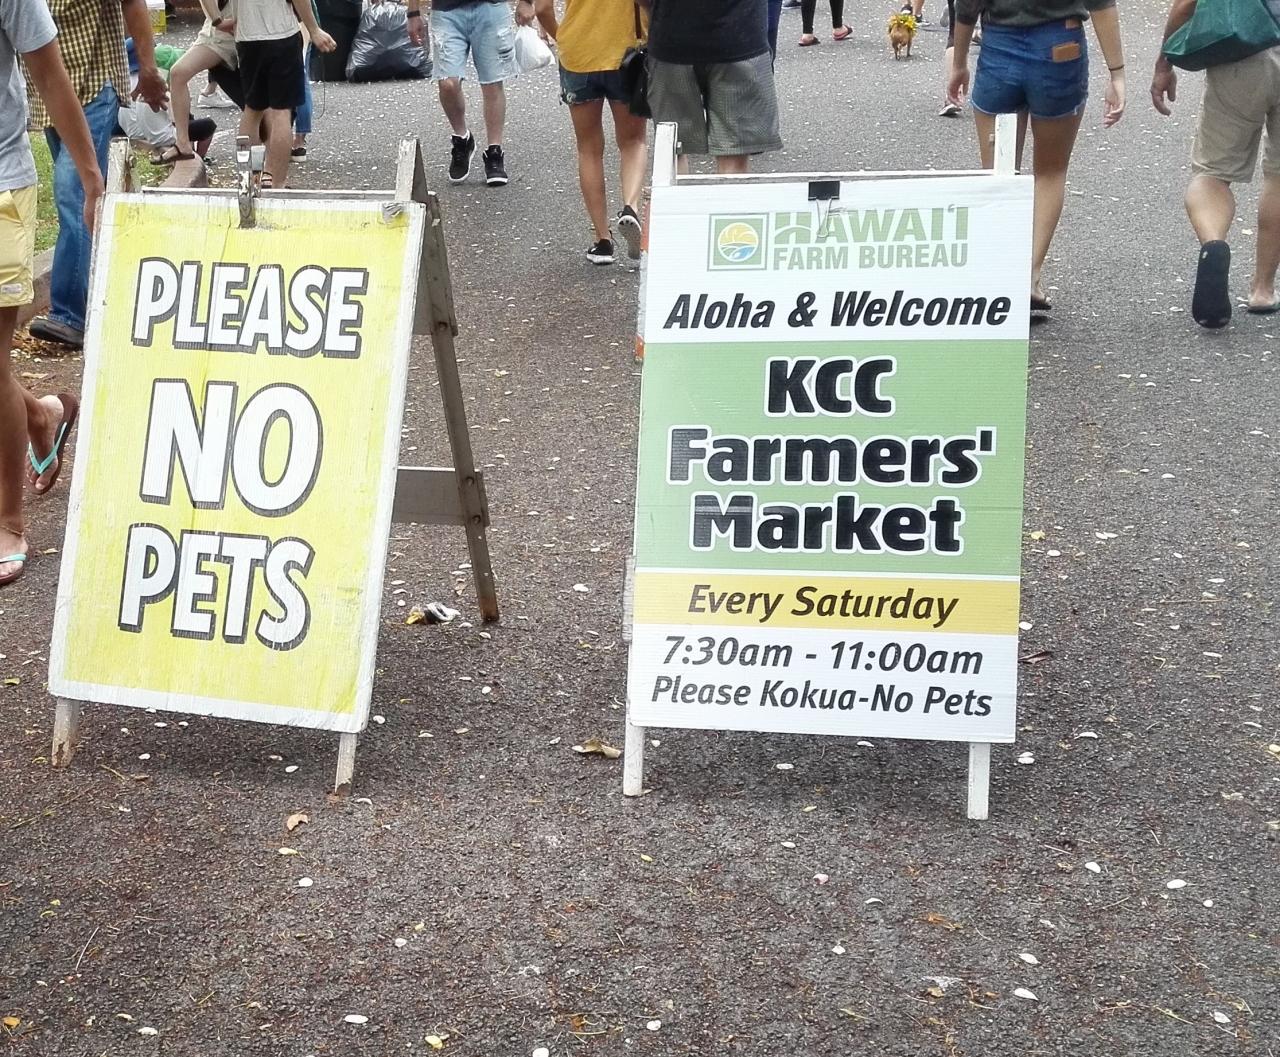 PLEASE
NO
PETS
HAWAI'I
FARM BUREAU
Aloha & Welcome
KCC
Farmers'
Market
Every Saturday
7:30am - 11:00am
Please Kokua-No Pets